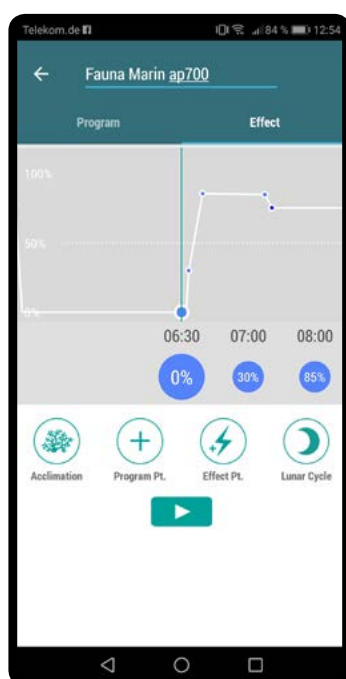 Telekom.de 84 % 12:54
Fauna Marin ap700
Program Effect
100%
50%
0%
06:30 07:00 08:00
0% 30% 85%
Acclimation Program Pt. Effect Pt. Lunar Cycle